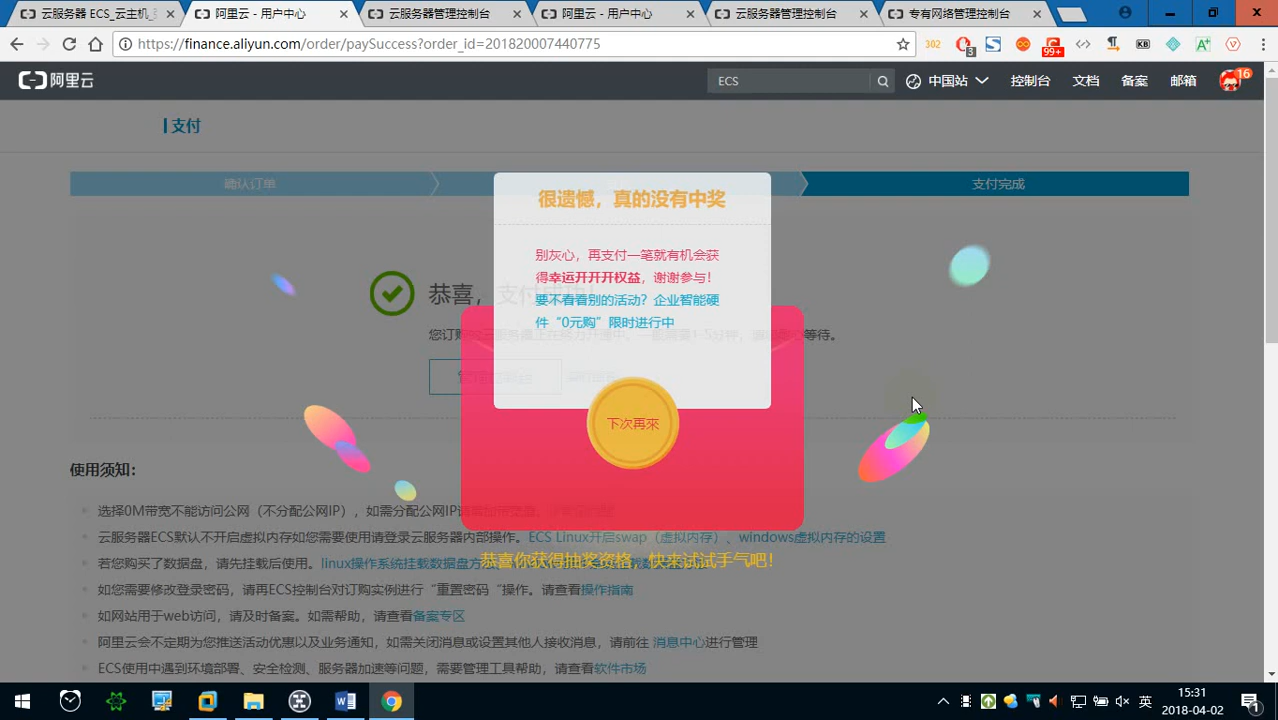 云服务器 ECS_云主机_
阿里云 - 用户中心
云服务器管理控制台
阿里云 - 用户中心
云服务器管理控制台
专有网络管理控制台
https://finance.aliyun.com/order/paySuccess?order_id=201820007440775
302
3
99+
KB
A+
阿里云
ECS
中国站
控制台
文档
备案
邮箱
16
支付
确认订单
支付完成
很遗憾，真的没有中奖
别灰心，再支付一笔就有机会获
得幸运开开开权益，谢谢参与！
要不看看别的活动？企业智能硬
件“0元购”限时进行中
恭喜，支付成功！
下次再來
恭喜你获得抽奖资格，快来试试手气吧！
使用须知：
选择0M带宽不能访问公网（不分配公网IP），如需分配公网IP
云服务器ECS默认不开启虚拟内存如您需要使用请登录云服务器内部操作。ECS Linux开启swap（虚拟内存）、windows虚拟内存的设置
若您购买了数据盘，请先挂载后使用。linux操作系统挂载数据盘方
如您需要修改登录密码，请再ECS控制台对订购实例进行“重置密码 “操作。请查看操作指南
如网站用于web访问，请及时备案。如需帮助，请查看备案专区
阿里云会不定期为您推送活动优惠以及业务通知，如需关闭消息或设置其他人接收消息，请前往 消息中心进行管理
ECS使用中遇到环境部署、安全检测、服务器加速等问题，需要管理工具帮助，请查看软件市场
英
15:31
2018-04-02
1